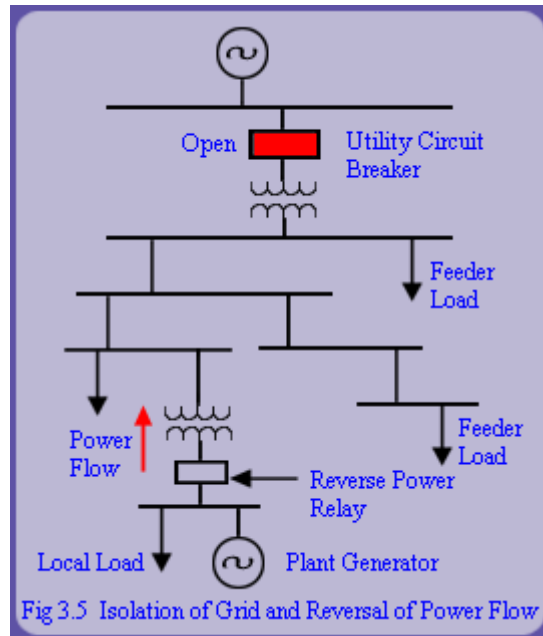 Open
Utility Circuit
Breaker
Feeder
Load
Power
Flow
Feeder
Load
Reverse Power
Relay
Local Load
Plant Generator
Fig 3.5 Isolation of Grid and Reversal of Power Flow